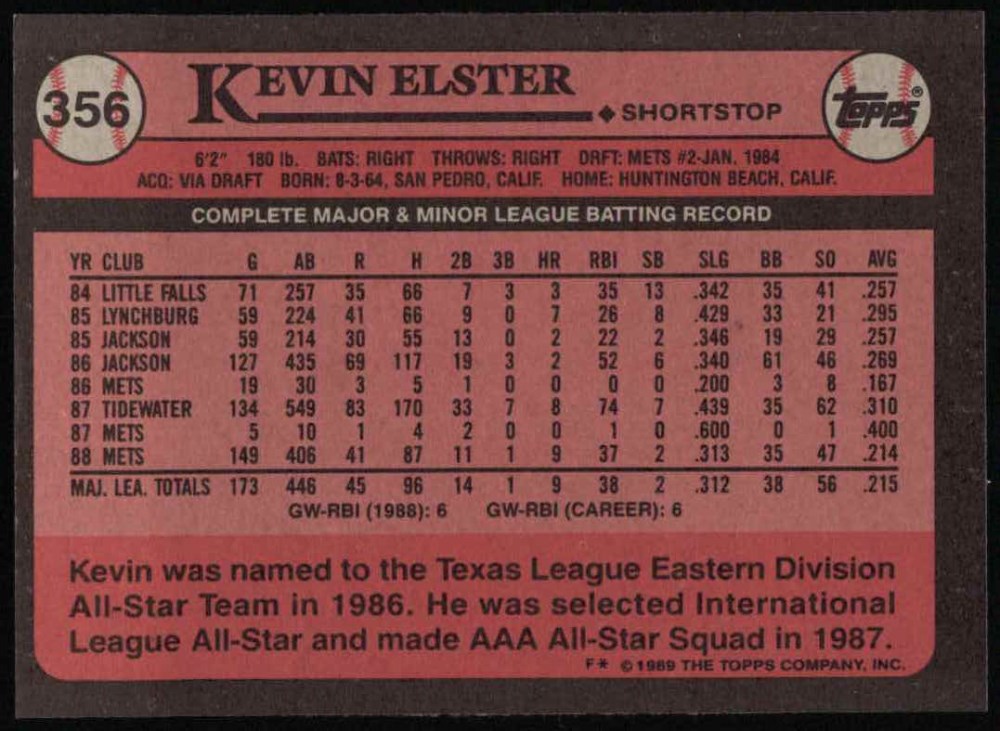 356
KEVIN ELSTER
◆ SHORTSTOP
topps®
6'2" 180 lb. BATS: RIGHT THROWS: RIGHT DRFT: METS #2-JAN. 1984
ACQ: VIA DRAFT BORN: 8-3-64, SAN PEDRO, CALIF. HOME: HUNTINGTON BEACH, CALIF.
COMPLETE MAJOR & MINOR LEAGUE BATTING RECORD
YR CLUB G AB R H 2B 3B HR RBI SB SLG BB SO AVG
84 LITTLE FALLS 71 257 35 66 7 3 3 35 13 .342 35 41 .257
85 LYNCHBURG 59 224 41 66 9 0 7 26 8 .429 33 21 .295
85 JACKSON 59 214 30 55 13 0 2 22 2 .346 19 29 .257
86 JACKSON 127 435 69 117 19 3 2 52 6 .340 61 46 .269
86 METS 19 30 3 5 1 0 0 0 0 .200 3 8 .167
87 TIDEWATER 134 549 83 170 33 7 8 74 7 .439 35 62 .310
87 METS 5 10 1 4 2 0 0 1 0 .600 0 1 .400
88 METS 149 406 41 87 11 1 9 37 2 .313 35 47 .214
MAJ. LEA. TOTALS 173 446 45 96 14 1 9 38 2 .312 38 56 .215
GW-RBI (1988): 6 GW-RBI (CAREER): 6
Kevin was named to the Texas League Eastern Division
All-Star Team in 1986. He was selected International
League All-Star and made AAA All-Star Squad in 1987.
F* © 1989 THE TOPPS COMPANY, INC.